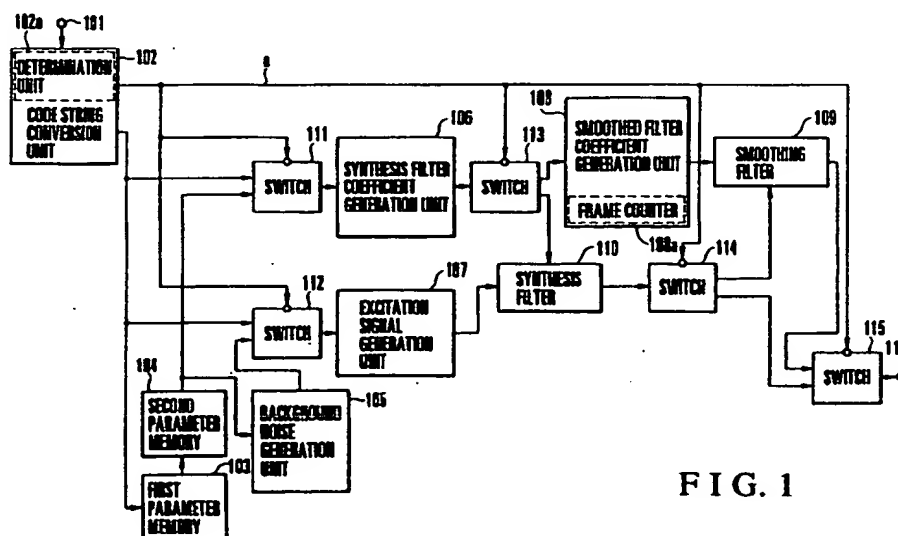 102a
101
102
DETERMINATION
UNIT
CODE STRING
CONVERSION
UNIT
a
111
SWITCH
106
SYNTHESIS FILTER
COEFFICIENT
GENERATION UNIT
113
SWITCH
SMOOTHED FILTER
COEFFICIENT
GENERATION UNIT
FRAME COUNTER
109
SMOOTHING
FILTER
110
SYNTHESIS
FILTER
114
SWITCH
112
SWITCH
107
EXCITATION
SIGNAL
GENERATION
UNIT
115
SWITCH
104
SECOND
PARAMETER
MEMORY
105
BACKGROUND
NOISE
GENERATION
UNIT
103
FIRST
PARAMETER
MEMORY
FIG. 1